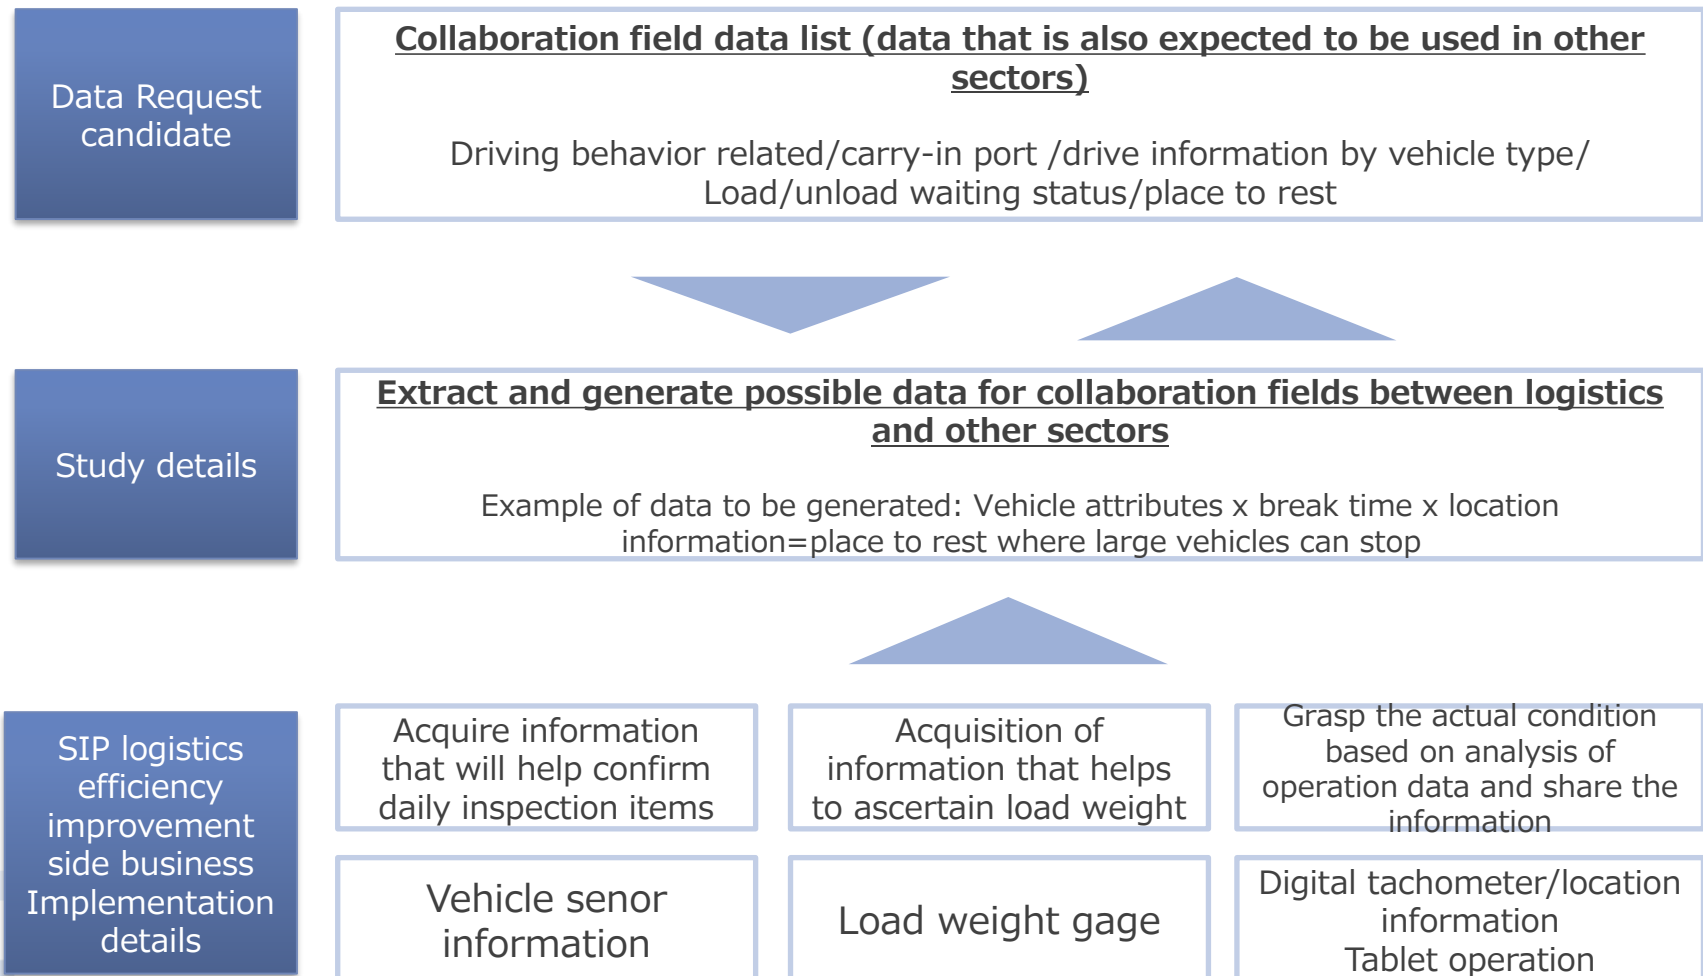 Data Request
candidate
Collaboration field data list (data that is also expected to be used in other
sectors)
Driving behavior related/carry-in port /drive information by vehicle type/
Load/unload waiting status/place to rest
Study details
Extract and generate possible data for collaboration fields between logistics
and other sectors
Example of data to be generated: Vehicle attributes x break time x location
information=place to rest where large vehicles can stop
SIP logistics
efficiency
improvement
side business
Implementation
details
Acquire information
that will help confirm
daily inspection items
Acquisition of
information that helps
to ascertain load weight
Grasp the actual condition
based on analysis of
operation data and share the
information
Vehicle senor
information
Load weight gage
Digital tachometer/location
information
Tablet operation